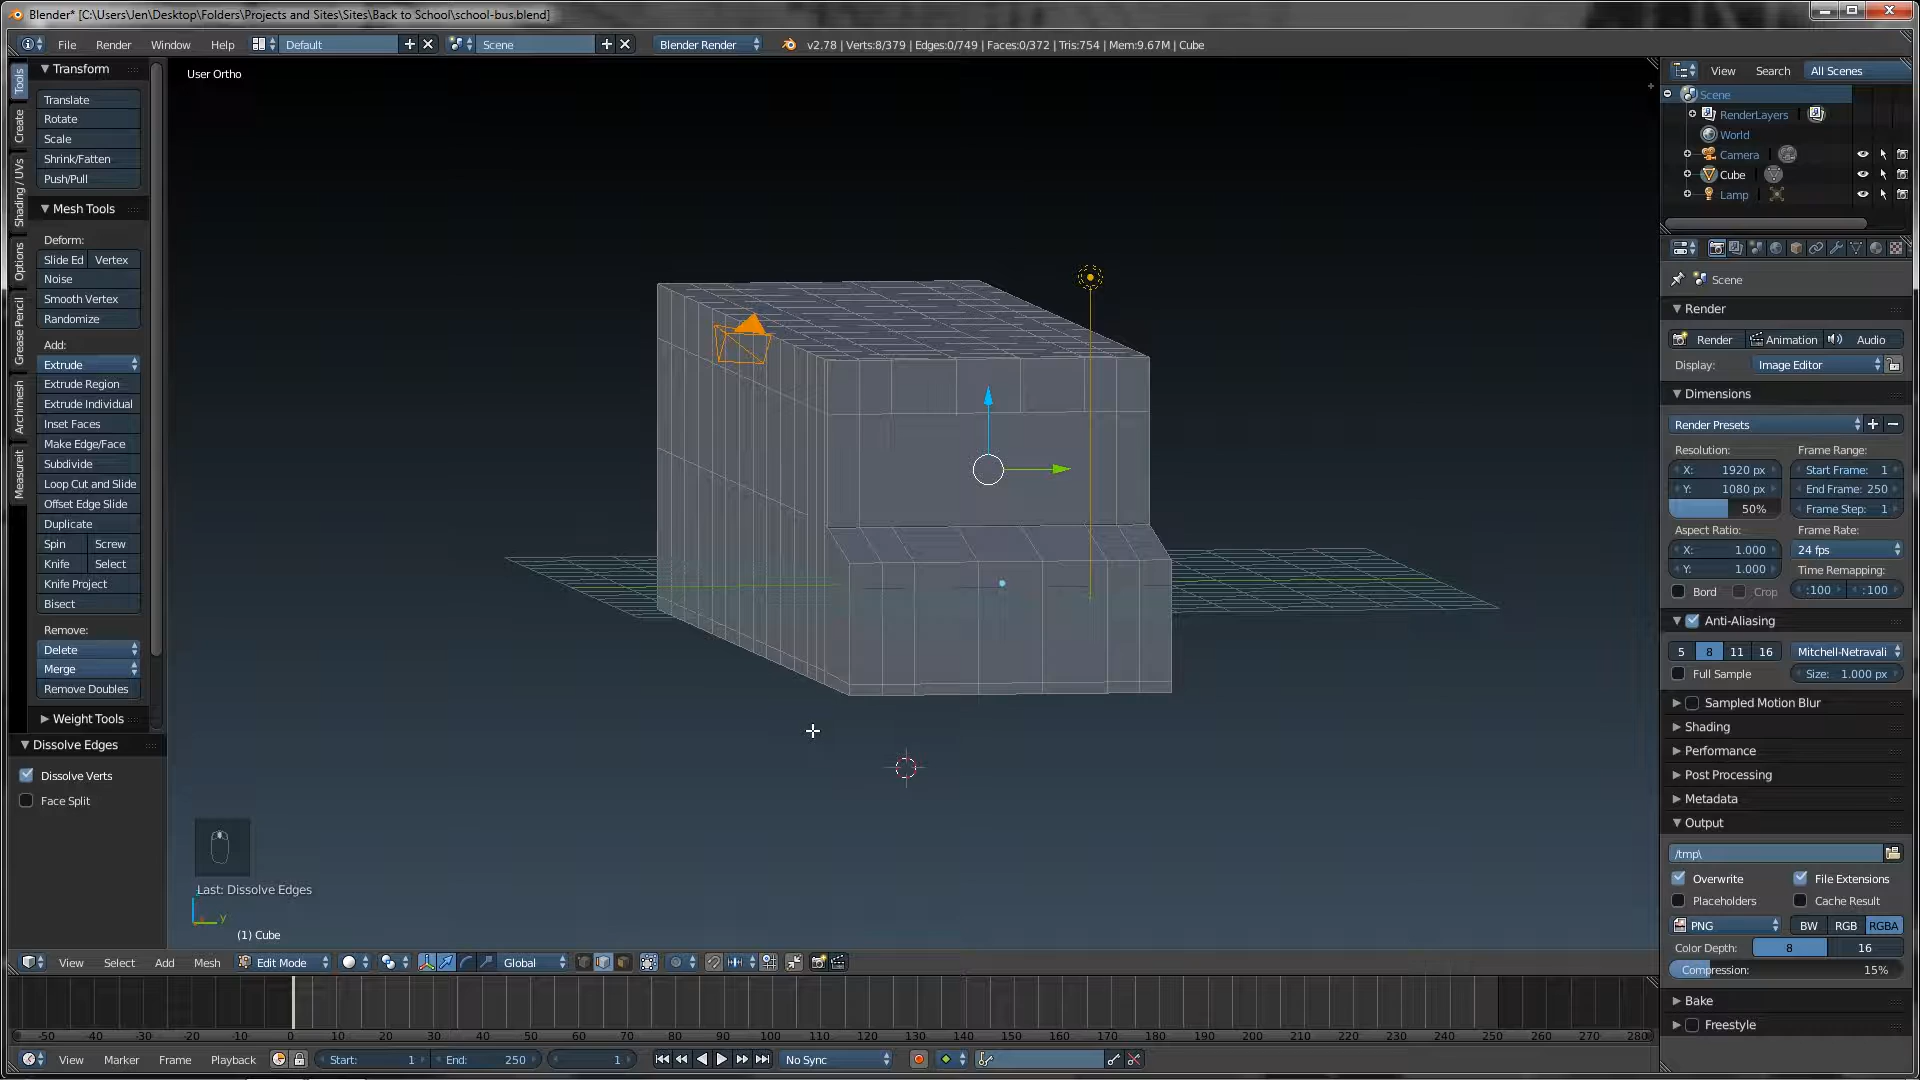 Blender* [C:\Users\Jen\Desktop\Folders\Projects and Sites\Sites\Back to School\school-bus.blend]
File Render Window Help Default Scene Blender Render v2.78 | Verts:8/379 | Edges:0/749 | Faces:0/372 | Tris:754 | Mem:9.67M | Cube
Tools
Create
Shading / UVs
Options
Grease Pencil
Archimesh
Measureit
Transform
Translate
Rotate
Scale
Shrink/Fatten
Push/Pull
Mesh Tools
Deform:
Slide Ed Vertex
Noise
Smooth Vertex
Randomize
Add:
Extrude
Extrude Region
Extrude Individual
Inset Faces
Make Edge/Face
Subdivide
Loop Cut and Slide
Offset Edge Slide
Duplicate
Spin Screw
Knife Select
Knife Project
Bisect
Remove:
Delete
Merge
Remove Doubles
Weight Tools
Dissolve Edges
Dissolve Verts
Face Split
User Ortho
Last: Dissolve Edges
y
(1) Cube
View Select Add Mesh Edit Mode Global
-50 -40 -30 -20 -10 0 10 20 30 40 50 60 70 80 90 100 110 120 130 140 150 160 170 180 190 200 210 220 230 240 250 260 270 280
View Marker Frame Playback Start: 1 End: 250 1 No Sync
View Search All Scenes
Scene
RenderLayers
World
Camera
Cube
Lamp
Scene
Render
Render Animation Audio
Display: Image Editor
Dimensions
Render Presets
Resolution: Frame Range:
X: 1920 px Start Frame: 1
Y: 1080 px End Frame: 250
50% Frame Step: 1
Aspect Ratio: Frame Rate:
X: 1.000 24 fps
Y: 1.000 Time Remapping:
Bord Crop :100 :100
Anti-Aliasing
5 8 11 16 Mitchell-Netravali
Full Sample Size: 1.000 px
Sampled Motion Blur
Shading
Performance
Post Processing
Metadata
Output
/tmp\
Overwrite File Extensions
Placeholders Cache Result
PNG BW RGB RGBA
Color Depth: 8 16
Compression: 15%
Bake
Freestyle